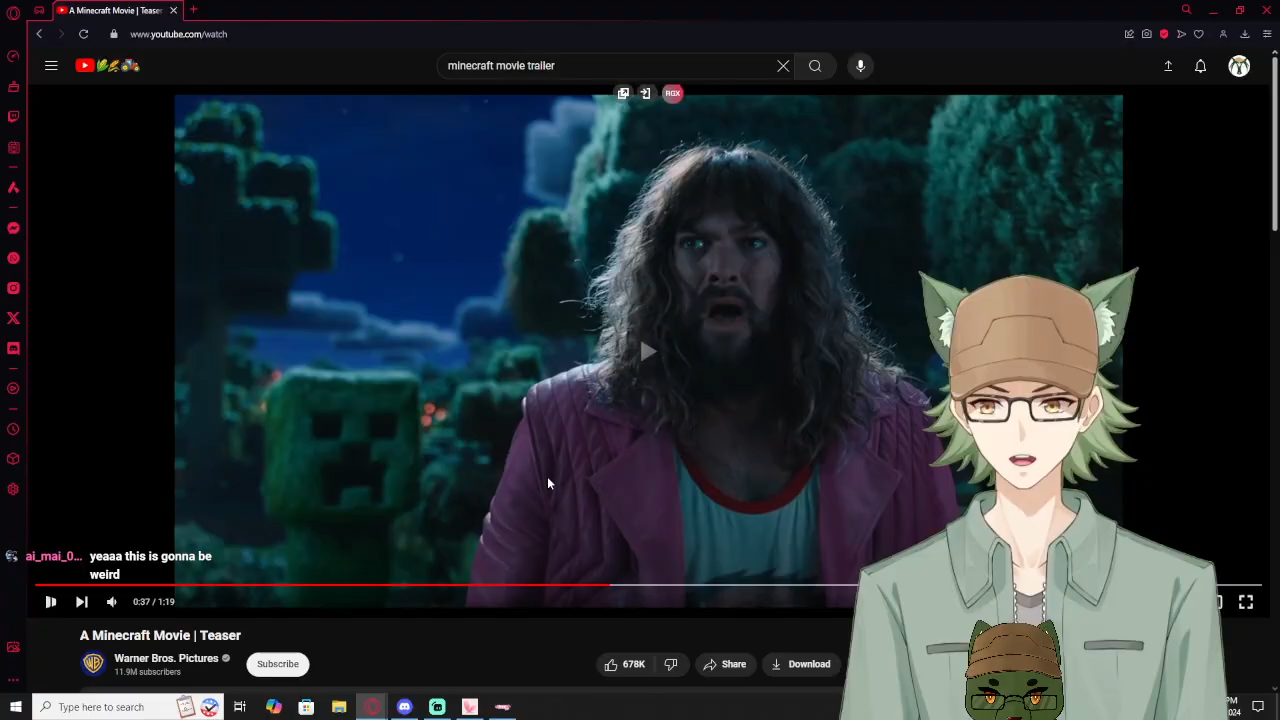 A Minecraft Movie | Teaser
www.youtube.com/watch
minecraft movie trailer
RGX
ai_mai_0... yeaaa this is gonna be
weird
0:37 / 1:19
A Minecraft Movie | Teaser
WB
Warner Bros. Pictures
11.9M subscribers
Subscribe
678K
Share
Download
Type here to search